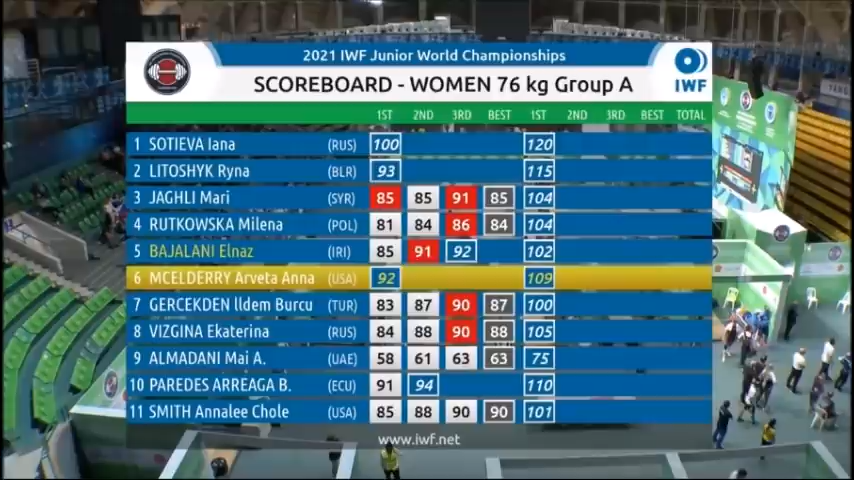 2021 IWF Junior World Championships
SCOREBOARD - WOMEN 76 kg Group A
IWF
1ST 2ND 3RD BEST 1ST 2ND 3RD BEST TOTAL
1 SOTIEVA Iana (RUS) 100 120
2 LITOSHYK Ryna (BLR) 93 115
3 JAGHLI Mari (SYR) 85 85 91 85 104
4 RUTKOWSKA Milena (POL) 81 84 86 84 104
5 BAJALANI Elnaz (IRI) 85 91 92 102
6 MCELDERRY Arveta Anna (USA) 92 109
7 GERCEKDEN Ildem Burcu (TUR) 83 87 90 87 100
8 VIZGINA Ekaterina (RUS) 84 88 90 88 105
9 ALMADANI Mai A. (UAE) 58 61 63 63 75
10 PAREDES ARREAGA B. (ECU) 91 94 110
11 SMITH Annalee Chole (USA) 85 88 90 90 101
www.iwf.net